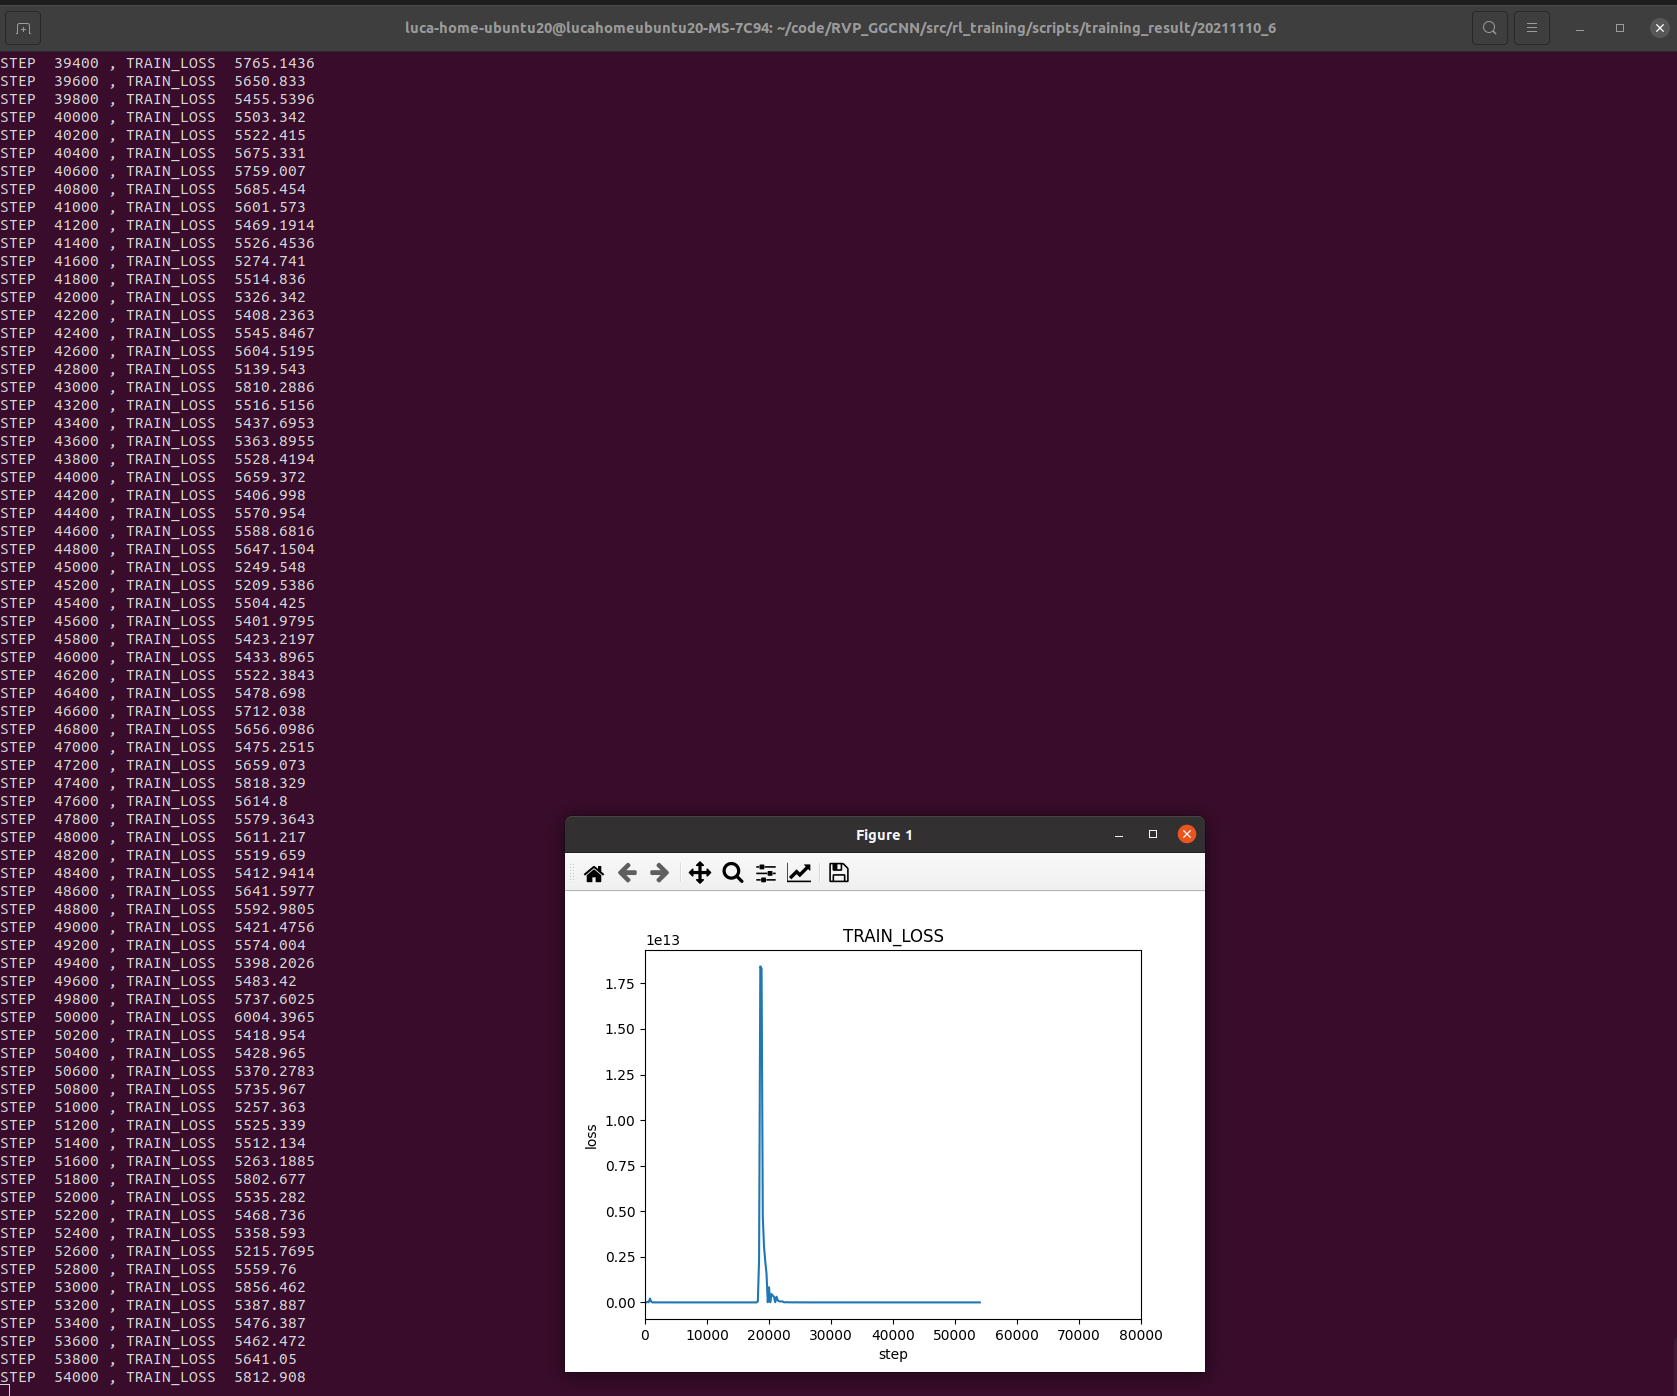 luca-home-ubuntu20@lucahomeubuntu20-MS-7C94: ~/code/RVP_GGCNN/src/rl_training/scripts/training_result/20211110_6
STEP  39400 , TRAIN_LOSS  5765.1436
STEP  39600 , TRAIN_LOSS  5650.833
STEP  39800 , TRAIN_LOSS  5455.5396
STEP  40000 , TRAIN_LOSS  5503.342
STEP  40200 , TRAIN_LOSS  5522.415
STEP  40400 , TRAIN_LOSS  5675.331
STEP  40600 , TRAIN_LOSS  5759.007
STEP  40800 , TRAIN_LOSS  5685.454
STEP  41000 , TRAIN_LOSS  5601.573
STEP  41200 , TRAIN_LOSS  5469.1914
STEP  41400 , TRAIN_LOSS  5526.4536
STEP  41600 , TRAIN_LOSS  5274.741
STEP  41800 , TRAIN_LOSS  5514.836
STEP  42000 , TRAIN_LOSS  5326.342
STEP  42200 , TRAIN_LOSS  5408.2363
STEP  42400 , TRAIN_LOSS  5545.8467
STEP  42600 , TRAIN_LOSS  5604.5195
STEP  42800 , TRAIN_LOSS  5139.543
STEP  43000 , TRAIN_LOSS  5810.2886
STEP  43200 , TRAIN_LOSS  5516.5156
STEP  43400 , TRAIN_LOSS  5437.6953
STEP  43600 , TRAIN_LOSS  5363.8955
STEP  43800 , TRAIN_LOSS  5528.4194
STEP  44000 , TRAIN_LOSS  5659.372
STEP  44200 , TRAIN_LOSS  5406.998
STEP  44400 , TRAIN_LOSS  5570.954
STEP  44600 , TRAIN_LOSS  5588.6816
STEP  44800 , TRAIN_LOSS  5647.1504
STEP  45000 , TRAIN_LOSS  5249.548
STEP  45200 , TRAIN_LOSS  5209.5386
STEP  45400 , TRAIN_LOSS  5504.425
STEP  45600 , TRAIN_LOSS  5401.9795
STEP  45800 , TRAIN_LOSS  5423.2197
STEP  46000 , TRAIN_LOSS  5433.8965
STEP  46200 , TRAIN_LOSS  5522.3843
STEP  46400 , TRAIN_LOSS  5478.698
STEP  46600 , TRAIN_LOSS  5712.038
STEP  46800 , TRAIN_LOSS  5656.0986
STEP  47000 , TRAIN_LOSS  5475.2515
STEP  47200 , TRAIN_LOSS  5659.073
STEP  47400 , TRAIN_LOSS  5818.329
STEP  47600 , TRAIN_LOSS  5614.8
STEP  47800 , TRAIN_LOSS  5579.3643
STEP  48000 , TRAIN_LOSS  5611.217
STEP  48200 , TRAIN_LOSS  5519.659
STEP  48400 , TRAIN_LOSS  5412.9414
STEP  48600 , TRAIN_LOSS  5641.5977
STEP  48800 , TRAIN_LOSS  5592.9805
STEP  49000 , TRAIN_LOSS  5421.4756
STEP  49200 , TRAIN_LOSS  5574.004
STEP  49400 , TRAIN_LOSS  5398.2026
STEP  49600 , TRAIN_LOSS  5483.42
STEP  49800 , TRAIN_LOSS  5737.6025
STEP  50000 , TRAIN_LOSS  6004.3965
STEP  50200 , TRAIN_LOSS  5418.954
STEP  50400 , TRAIN_LOSS  5428.965
STEP  50600 , TRAIN_LOSS  5370.2783
STEP  50800 , TRAIN_LOSS  5735.967
STEP  51000 , TRAIN_LOSS  5257.363
STEP  51200 , TRAIN_LOSS  5525.339
STEP  51400 , TRAIN_LOSS  5512.134
STEP  51600 , TRAIN_LOSS  5263.1885
STEP  51800 , TRAIN_LOSS  5802.677
STEP  52000 , TRAIN_LOSS  5535.282
STEP  52200 , TRAIN_LOSS  5468.736
STEP  52400 , TRAIN_LOSS  5358.593
STEP  52600 , TRAIN_LOSS  5215.7695
STEP  52800 , TRAIN_LOSS  5559.76
STEP  53000 , TRAIN_LOSS  5856.462
STEP  53200 , TRAIN_LOSS  5387.887
STEP  53400 , TRAIN_LOSS  5476.387
STEP  53600 , TRAIN_LOSS  5462.472
STEP  53800 , TRAIN_LOSS  5641.05
STEP  54000 , TRAIN_LOSS  5812.908
Figure 1
TRAIN_LOSS
1e13
1.75
1.50
1.25
1.00
0.75
0.50
0.25
0.00
loss
0 10000 20000 30000 40000 50000 60000 70000 80000
step